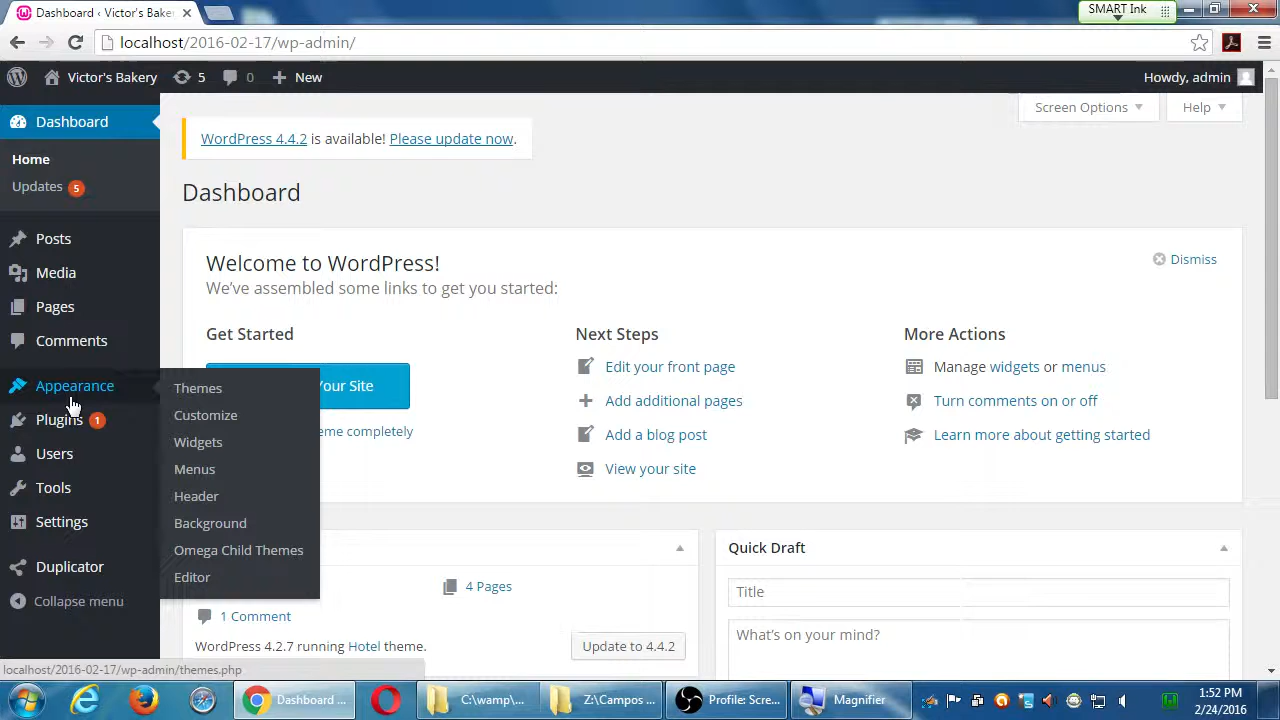 Dashboard ‹ Victor's Bakery
SMART Ink
localhost/2016-02-17/wp-admin/
Victor's Bakery
5
0
New
Howdy, admin
Dashboard
Home
Updates 5
Posts
Media
Pages
Comments
Appearance
Plugins 1
Users
Tools
Settings
Duplicator
Collapse menu
Themes
Customize
Widgets
Menus
Header
Background
Omega Child Themes
Editor
Screen Options
Help
WordPress 4.4.2 is available! Please update now.
Dashboard
Welcome to WordPress!
We've assembled some links to get you started:
Dismiss
Get Started
Your Site
completely
Next Steps
Edit your front page
Add additional pages
Add a blog post
View your site
More Actions
Manage widgets or menus
Turn comments on or off
Learn more about getting started
4 Pages
1 Comment
WordPress 4.2.7 running Hotel theme.
Update to 4.4.2
Quick Draft
Title
What's on your mind?
localhost/2016-02-17/wp-admin/themes.php
Dashboard ...
C:\wamp\...
Z:\Campos ...
Profile: Scre...
Magnifier
1:52 PM
2/24/2016